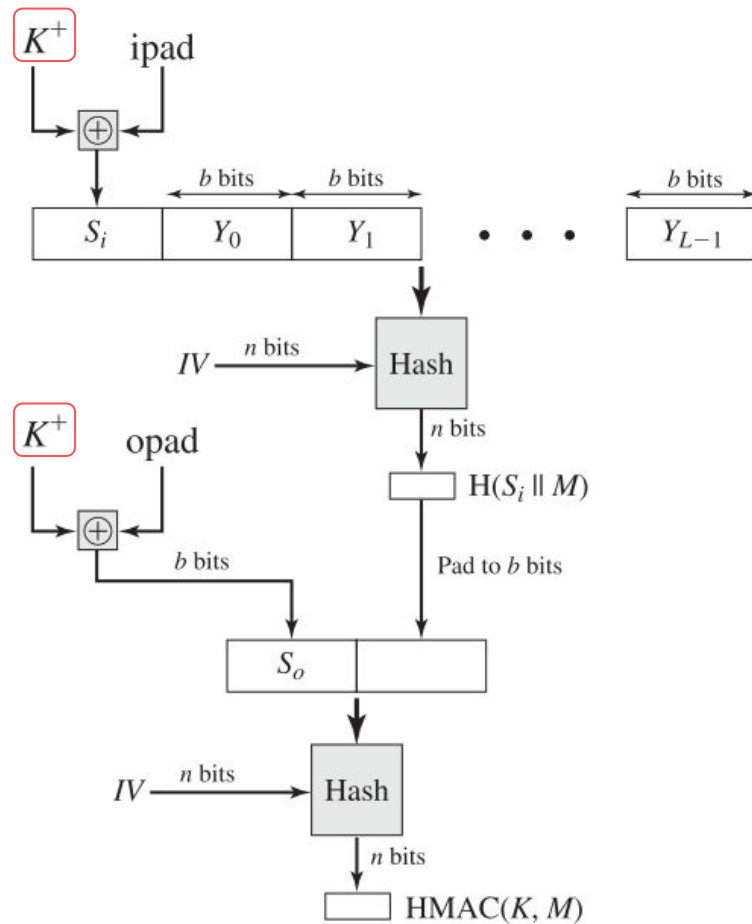 K⁺ ipad
⊕
b bits b bits b bits
Sᵢ Y₀ Y₁ • • • Y_{L−1}
IV n bits Hash
K⁺ opad
n bits
H(Sᵢ ∥ M)
⊕
b bits Pad to b bits
Sₒ
IV n bits Hash
n bits
HMAC(K, M)